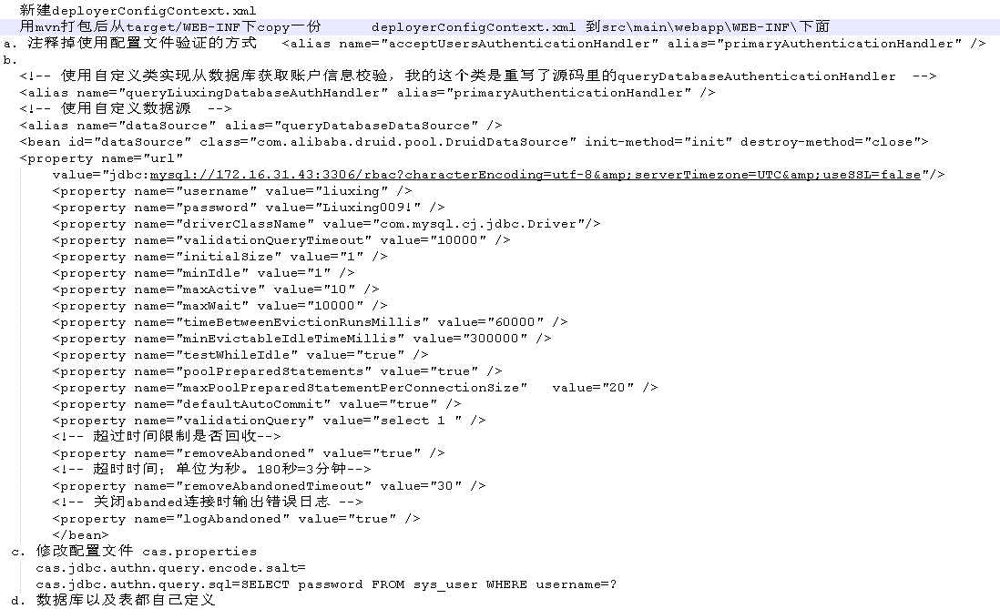 新建deployerConfigContext.xml
用mvn打包后从target/WEB-INF下copy一份 deployerConfigContext.xml 到src\main\webapp\WEB-INF\下面
a. 注释掉使用配置文件验证的方式 <alias name="acceptUsersAuthenticationHandler" alias="primaryAuthenticationHandler" />
b.
<!-- 使用自定义类实现从数据库获取账户信息校验，我的这个类是重写了源码里的queryDatabaseAuthenticationHandler -->
<alias name="queryLiuxingDatabaseAuthHandler" alias="primaryAuthenticationHandler" />
<!-- 使用自定义数据源 -->
<alias name="dataSource" alias="queryDatabaseDataSource" />
<bean id="dataSource" class="com.alibaba.druid.pool.DruidDataSource" init-method="init" destroy-method="close">
<property name="url"
value="jdbc:mysql://172.16.31.43:3306/rbac?characterEncoding=utf-8&amp;serverTimezone=UTC&amp;useSSL=false"/>
<property name="username" value="liuxing" />
<property name="password" value="Liuxing009!" />
<property name="driverClassName" value="com.mysql.cj.jdbc.Driver"/>
<property name="validationQueryTimeout" value="10000" />
<property name="initialSize" value="1" />
<property name="minIdle" value="1" />
<property name="maxActive" value="10" />
<property name="maxWait" value="10000" />
<property name="timeBetweenEvictionRunsMillis" value="60000" />
<property name="minEvictableIdleTimeMillis" value="300000" />
<property name="testWhileIdle" value="true" />
<property name="poolPreparedStatements" value="true" />
<property name="maxPoolPreparedStatementPerConnectionSize" value="20" />
<property name="defaultAutoCommit" value="true" />
<property name="validationQuery" value="select 1 " />
<!-- 超过时间限制是否回收-->
<property name="removeAbandoned" value="true" />
<!-- 超时时间；单位为秒。180秒=3分钟-->
<property name="removeAbandonedTimeout" value="30" />
<!-- 关闭abanded连接时输出错误日志 -->
<property name="logAbandoned" value="true" />
</bean>
c. 修改配置文件 cas.properties
cas.jdbc.authn.query.encode.salt=
cas.jdbc.authn.query.sql=SELECT password FROM sys_user WHERE username=?
d. 数据库以及表都自己定义